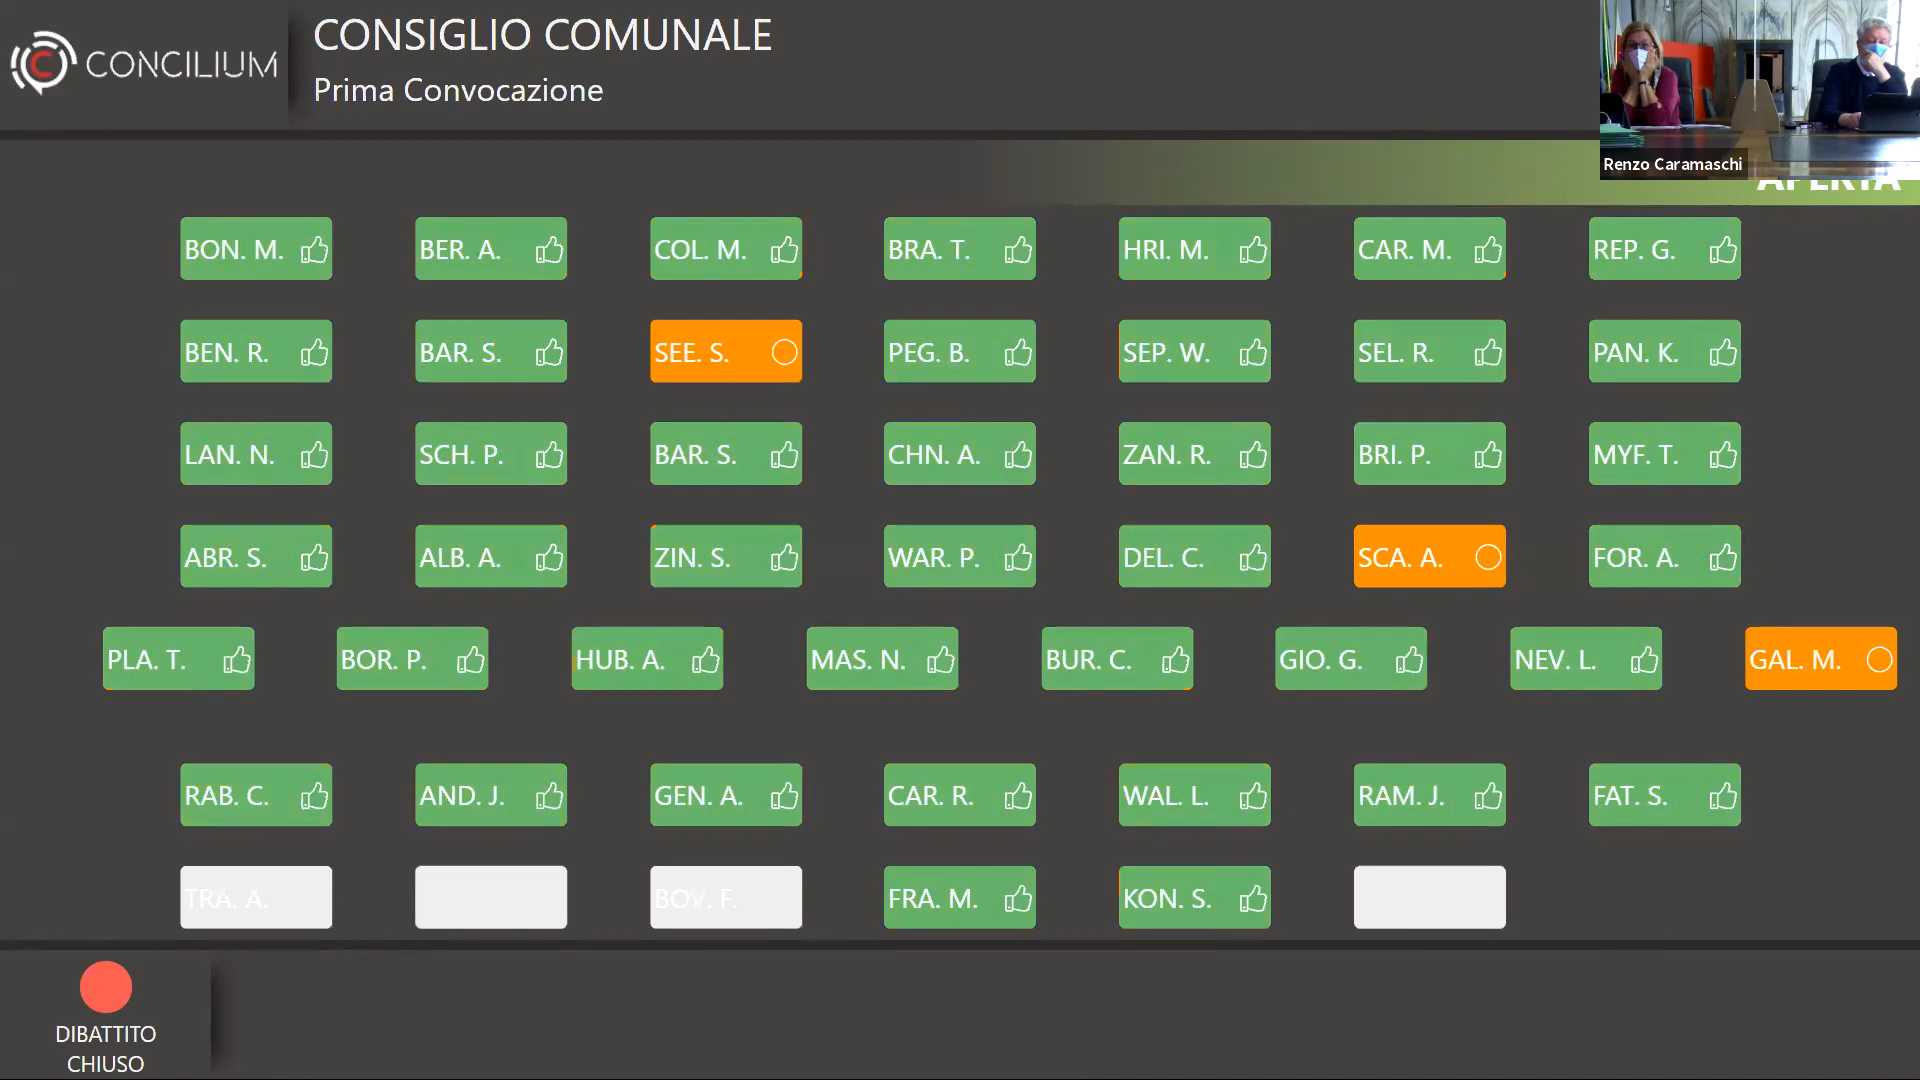 CONCILIUM
CONSIGLIO COMUNALE
Prima Convocazione
Renzo Caramaschi
APERTA
BON. M. BER. A. COL. M. BRA. T. HRI. M. CAR. M. REP. G.
BEN. R. BAR. S. SEE. S. PEG. B. SEP. W. SEL. R. PAN. K.
LAN. N. SCH. P. BAR. S. CHN. A. ZAN. R. BRI. P. MYF. T.
ABR. S. ALB. A. ZIN. S. WAR. P. DEL. C. SCA. A. FOR. A.
PLA. T. BOR. P. HUB. A. MAS. N. BUR. C. GIO. G. NEV. L. GAL. M.
RAB. C. AND. J. GEN. A. CAR. R. WAL. L. RAM. J. FAT. S.
TRA. A. BOV. F. FRA. M. KON. S.
DIBATTITO
CHIUSO